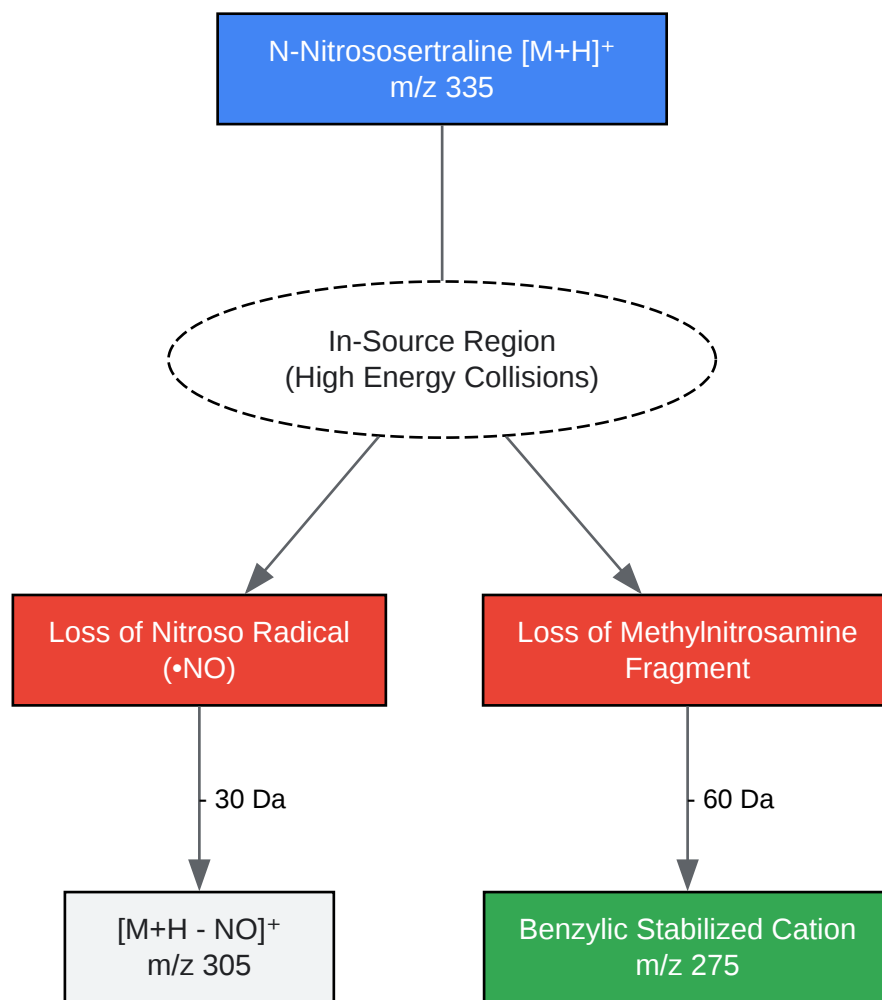 N-Nitrososertraline [M+H]⁺
m/z 335
In-Source Region
(High Energy Collisions)
Loss of Nitroso Radical
(•NO)
Loss of Methylnitrosamine
Fragment
- 30 Da
- 60 Da
[M+H - NO]⁺
m/z 305
Benzylic Stabilized Cation
m/z 275